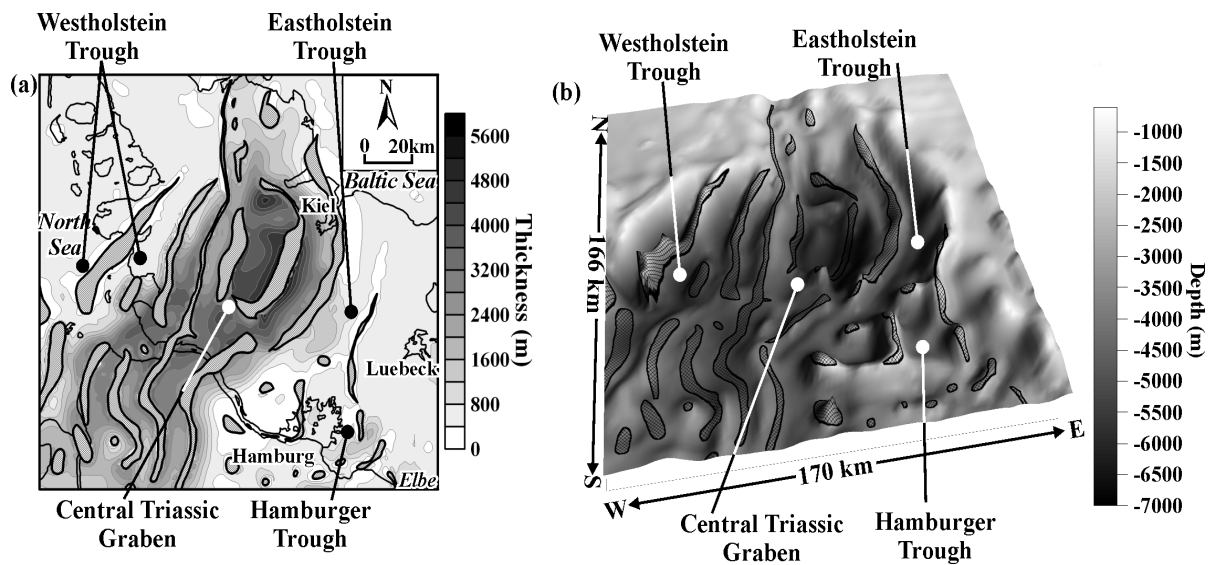 Westholstein
Trough
Eastholstein
Trough
(a)
N
0 20km
Baltic Sea
North
Sea
Kiel
Luebeck
Hamburg
Elbe
Central Triassic
Graben
Hamburger
Trough
5600
4800
4000
3200
2400
1600
800
0
Thickness (m)
(b)
Westholstein
Trough
Eastholstein
Trough
N
166 km
S
W
170 km
E
Central Triassic
Graben
Hamburger
Trough
-1000
-1500
-2000
-2500
-3000
-3500
-4000
-4500
-5000
-5500
-6000
-6500
-7000
Depth (m)